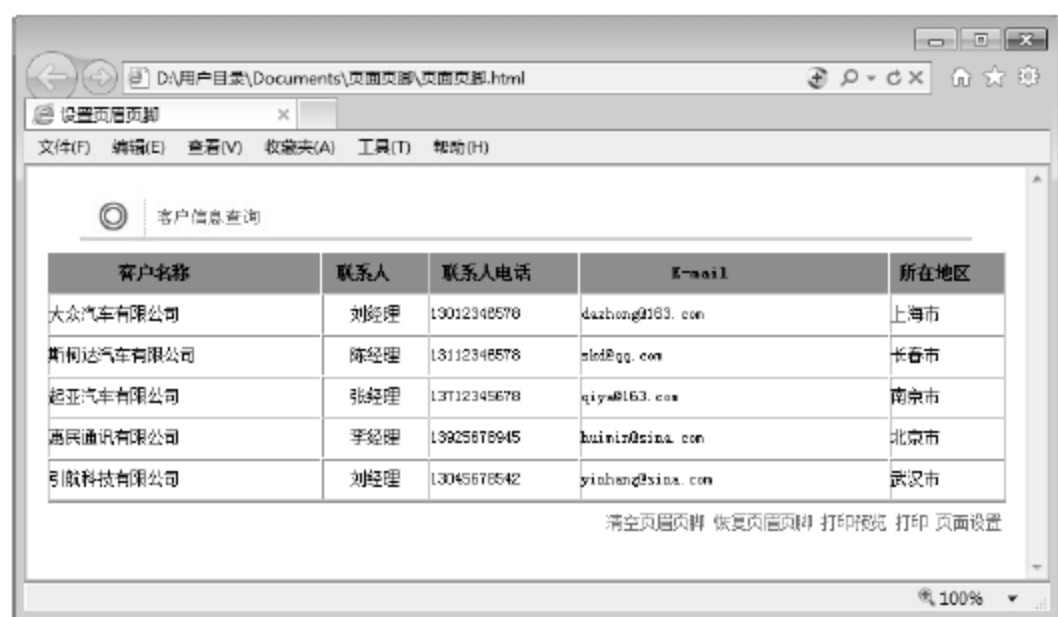 D:\用户目录\Documents\页面页脚\页面页脚.html
设置页眉页脚
文件(F) 编辑(E) 查看(V) 收藏夹(A) 工具(T) 帮助(H)
客户信息查询
客户名称 联系人 联系人电话 E-mail 所在地区
大众汽车有限公司 刘经理 13012348578 dazhong@163.com 上海市
斯柯达汽车有限公司 陈经理 13112348578 skd@qq.com 长春市
起亚汽车有限公司 张经理 13712345678 qiya@163.com 南京市
惠民通讯有限公司 李经理 13925678945 huimin@sina.com 北京市
引航科技有限公司 刘经理 13045678542 yinhang@sina.com 武汉市
清空页眉页脚 恢复页眉页脚 打印预览 打印 页面设置
100%